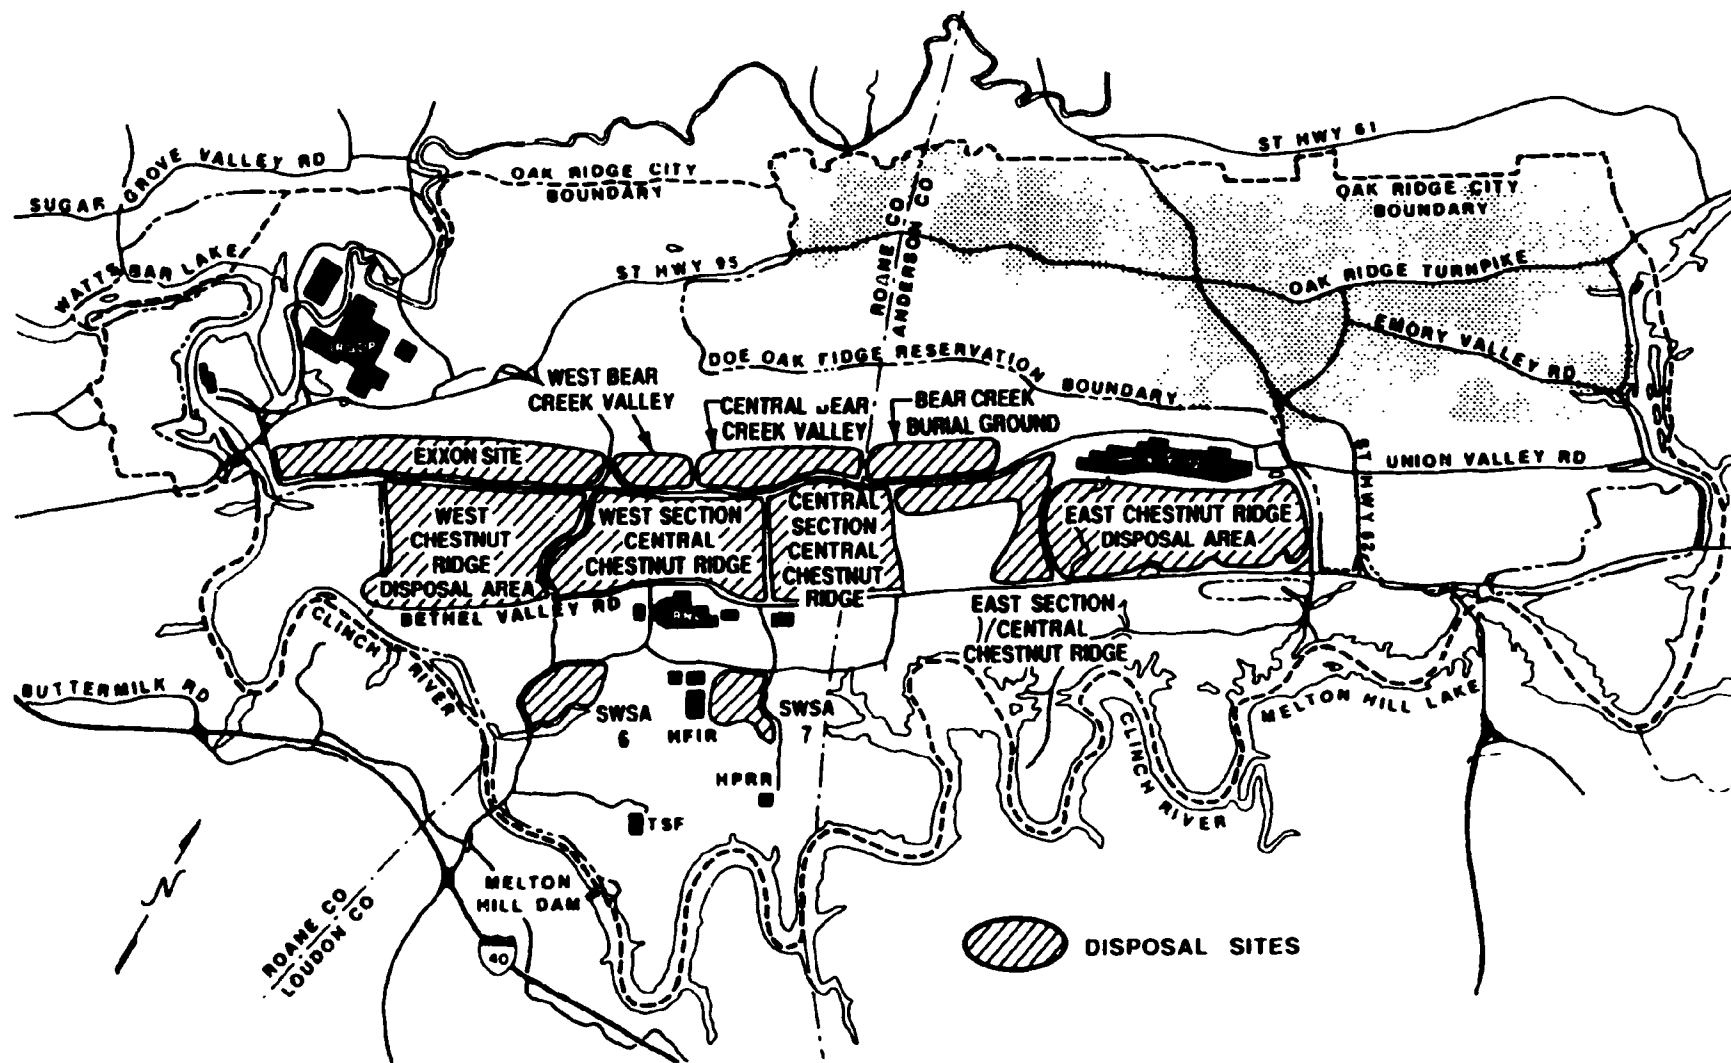 ST HWY 61
SUGAR GROVE VALLEY RD
OAK RIDGE CITY
BOUNDARY
OAK RIDGE CITY
BOUNDARY
WATTS BAR LAKE
ST HWY 95
ROANE CO
ANDERSON CO
OAK RIDGE TURNPIKE
EMORY VALLEY RD
DOE OAK RIDGE RESERVATION BOUNDARY
WEST BEAR
CREEK VALLEY
CENTRAL BEAR
CREEK VALLEY
BEAR CREEK
BURIAL GROUND
EXXON SITE
ST HWY 62
UNION VALLEY RD
WEST
CHESTNUT
RIDGE
DISPOSAL AREA
WEST SECTION
CENTRAL
CHESTNUT RIDGE
CENTRAL
SECTION
CENTRAL
CHESTNUT
RIDGE
EAST CHESTNUT RIDGE
DISPOSAL AREA
BETHEL VALLEY RD
EAST SECTION
CENTRAL
CHESTNUT RIDGE
CLINCH RIVER
BUTTERMILK RD
SWSA
6
HFIR
SWSA
7
MELTON HILL LAKE
CLINCH RIVER
HPRR
TSF
N
MELTON
HILL DAM
ROANE CO
LOUDON CO
40
DISPOSAL SITES